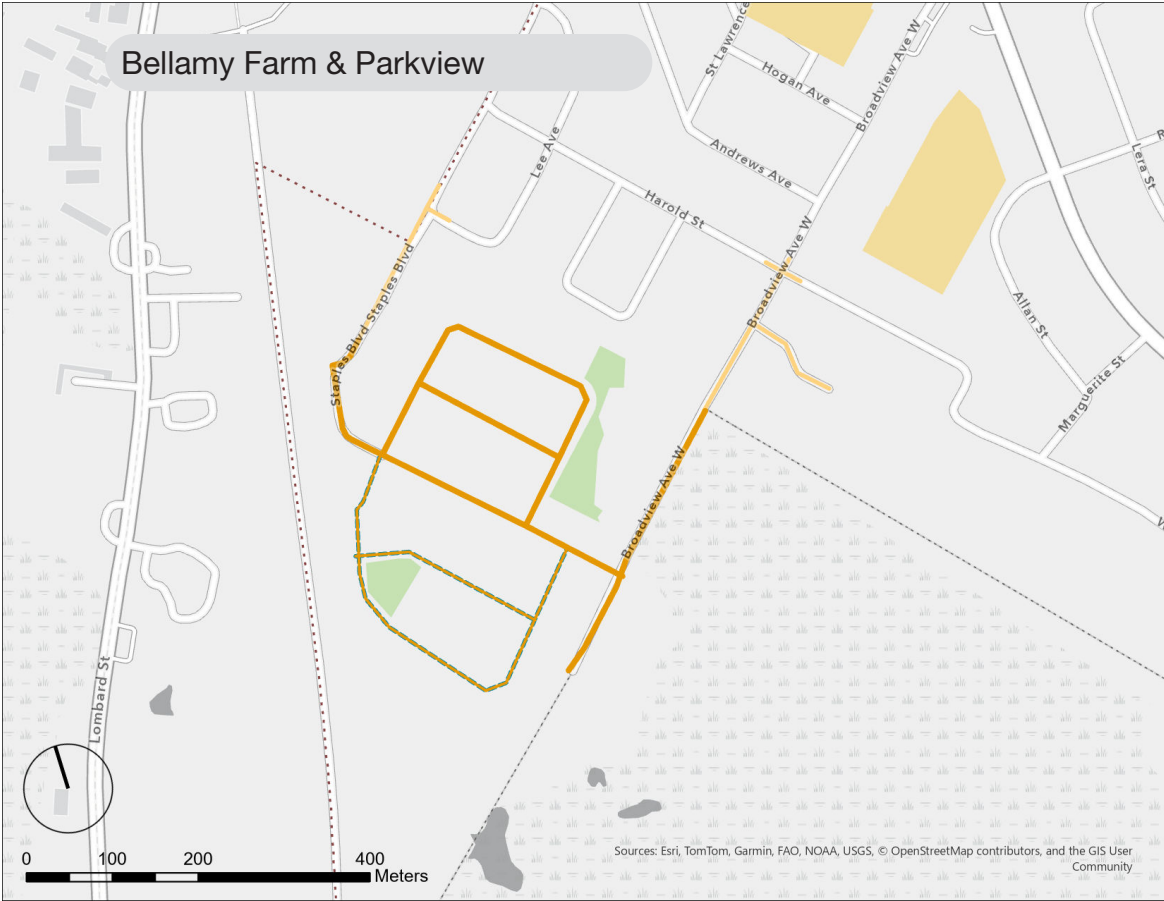 Bellamy Farm & Parkview
St Lawrence
Hogan Ave
Broadview Ave W
Andrews Ave
Lee Ave
Harold St
Lera St
Staples Blvd
Staples Blvd
Broadview Ave W
Allan St
Marguerite St
Staples Blvd
Broadview Ave W
Lombard St
0 100 200 400
Meters
Sources: Esri, TomTom, Garmin, FAO, NOAA, USGS, © OpenStreetMap contributors, and the GIS User
Community